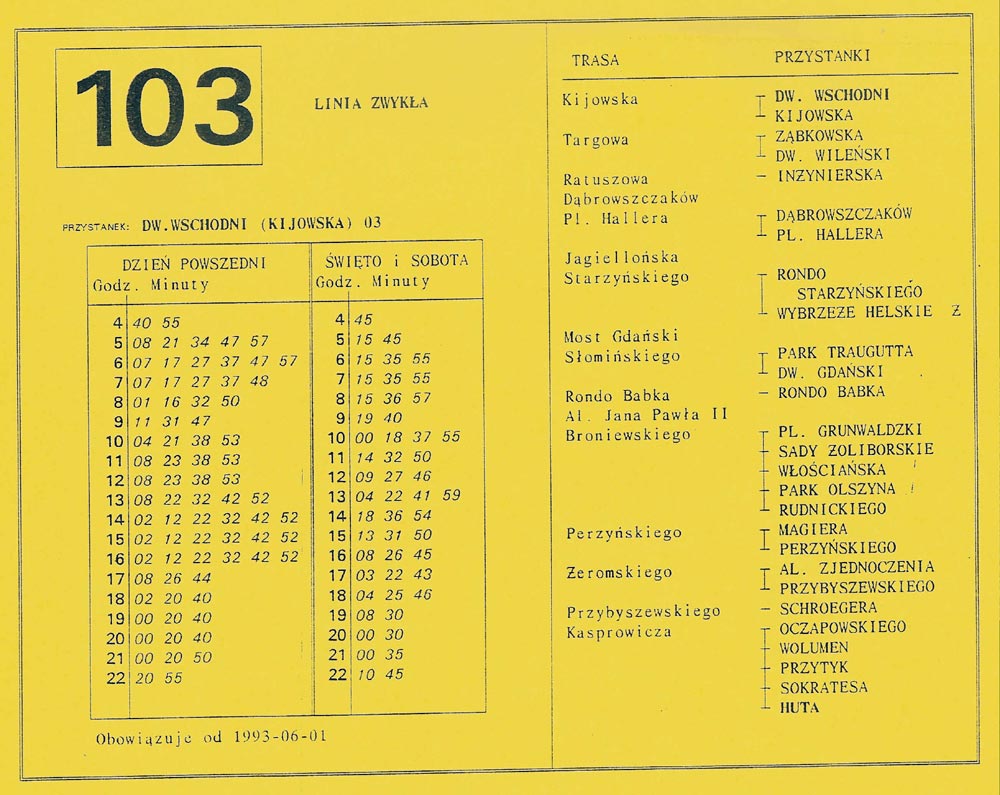 103
LINIA ZWYKŁA
PRZYSTANEK: DW.WSCHODNI (KIJOWSKA) 03
DZIEŃ POWSZEDNI
Godz. Minuty
4 40 55
5 08 21 34 47 57
6 07 17 27 37 47 57
7 07 17 27 37 48
8 01 16 32 50
9 11 31 47
10 04 21 38 53
11 08 23 38 53
12 08 23 38 53
13 08 22 32 42 52
14 02 12 22 32 42 52
15 02 12 22 32 42 52
16 02 12 22 32 42 52
17 08 26 44
18 02 20 40
19 00 20 40
20 00 20 40
21 00 20 50
22 20 55
ŚWIĘTO i SOBOTA
Godz. Minuty
4 45
5 15 45
6 15 35 55
7 15 35 55
8 15 36 57
9 19 40
10 00 18 37 55
11 14 32 50
12 09 27 46
13 04 22 41 59
14 18 36 54
15 13 31 50
16 08 26 45
17 03 22 43
18 04 25 46
19 08 30
20 00 30
21 00 35
22 10 45
Obowiązuje od 1993-06-01
TRASA PRZYSTANKI
Kijowska DW. WSCHODNI
KIJOWSKA
Targowa ZĄBKOWSKA
DW. WILEŃSKI
Ratuszowa INŻYNIERSKA
Dąbrowszczaków
Pl. Hallera DĄBROWSZCZAKÓW
PL. HALLERA
Jagiellońska
Starzyńskiego RONDO
STARZYŃSKIEGO
WYBRZEŻE HELSKIE Ż
Most Gdański
Słomińskiego PARK TRAUGUTTA
DW. GDAŃSKI
Rondo Babka RONDO BABKA
Al. Jana Pawła II
Broniewskiego PL. GRUNWALDZKI
SADY ŻOLIBORSKIE
WŁOŚCIAŃSKA
PARK OLSZYNA
RUDNICKIEGO
Perzyńskiego MAGIERA
PERZYŃSKIEGO
Żeromskiego AL. ZJEDNOCZENIA
PRZYBYSZEWSKIEGO
Przybyszewskiego SCHROEGERA
Kasprowicza OCZAPOWSKIEGO
WOLUMEN
PRZYTYK
SOKRATESA
HUTA